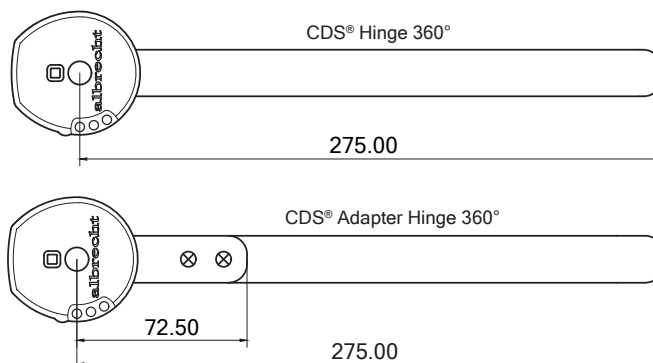 CDS® Hinge 360°
albrecht
275.00
CDS® Adapter Hinge 360°
albrecht
72.50
275.00